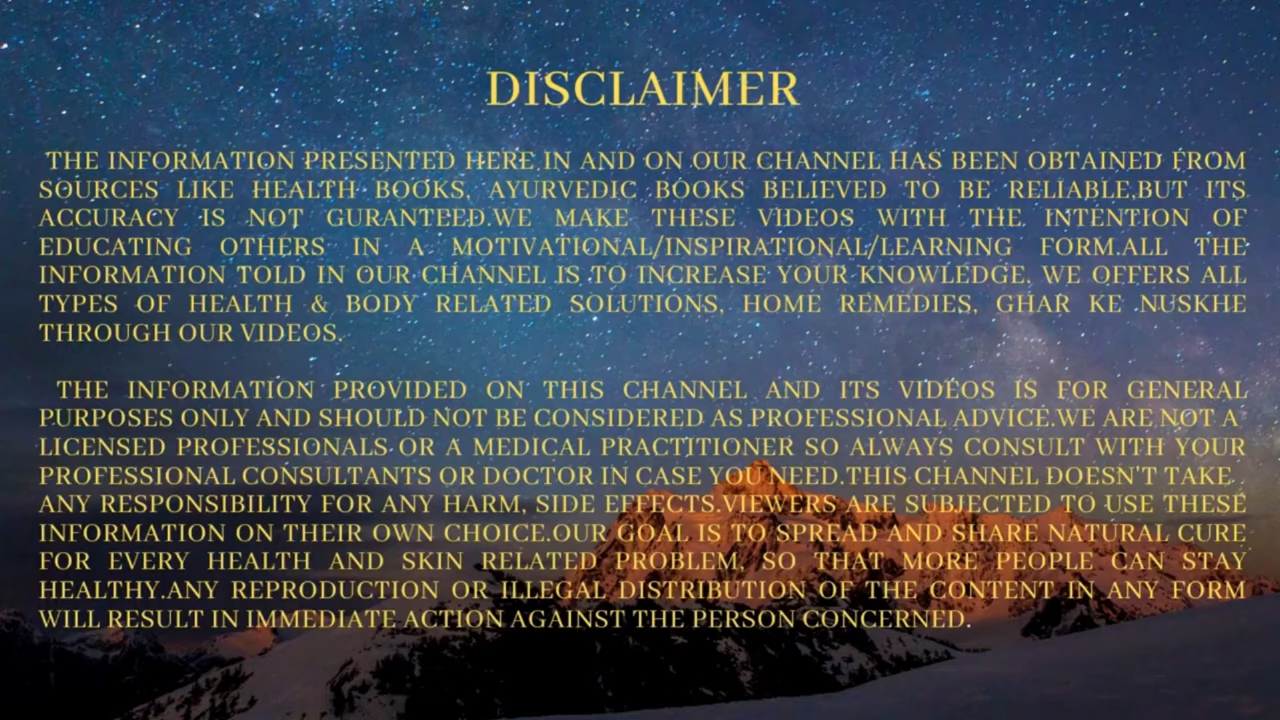 DISCLAIMER
THE INFORMATION PRESENTED HERE IN AND ON OUR CHANNEL HAS BEEN OBTAINED FROM
SOURCES LIKE HEALTH BOOKS, AYURVEDIC BOOKS BELIEVED TO BE RELIABLE,BUT ITS
ACCURACY IS NOT GURANTEED.WE MAKE THESE VIDEOS WITH THE INTENTION OF
EDUCATING OTHERS IN A MOTIVATIONAL/INSPIRATIONAL/LEARNING FORM.ALL THE
INFORMATION TOLD IN OUR CHANNEL IS TO INCREASE YOUR KNOWLEDGE. WE OFFERS ALL
TYPES OF HEALTH & BODY RELATED SOLUTIONS, HOME REMEDIES, GHAR KE NUSKHE
THROUGH OUR VIDEOS.
THE INFORMATION PROVIDED ON THIS CHANNEL AND ITS VIDEOS IS FOR GENERAL
PURPOSES ONLY AND SHOULD NOT BE CONSIDERED AS PROFESSIONAL ADVICE.WE ARE NOT A
LICENSED PROFESSIONALS OR A MEDICAL PRACTITIONER SO ALWAYS CONSULT WITH YOUR
PROFESSIONAL CONSULTANTS OR DOCTOR IN CASE YOU NEED.THIS CHANNEL DOESN'T TAKE
ANY RESPONSIBILITY FOR ANY HARM, SIDE EFFECTS.VIEWERS ARE SUBJECTED TO USE THESE
INFORMATION ON THEIR OWN CHOICE.OUR GOAL IS TO SPREAD AND SHARE NATURAL CURE
FOR EVERY HEALTH AND SKIN RELATED PROBLEM, SO THAT MORE PEOPLE CAN STAY
HEALTHY.ANY REPRODUCTION OR ILLEGAL DISTRIBUTION OF THE CONTENT IN ANY FORM
WILL RESULT IN IMMEDIATE ACTION AGAINST THE PERSON CONCERNED.